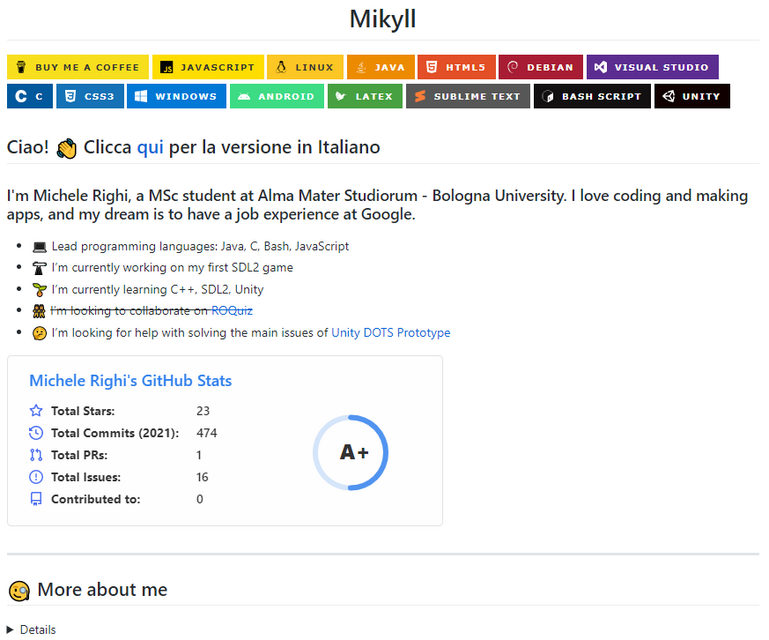 Mikyll
BUY ME A COFFEE JAVASCRIPT LINUX JAVA HTML5 DEBIAN VISUAL STUDIO
C CSS3 WINDOWS ANDROID LATEX SUBLIME TEXT BASH SCRIPT UNITY
Ciao! Clicca qui per la versione in Italiano
I'm Michele Righi, a MSc student at Alma Mater Studiorum - Bologna University. I love coding and making
apps, and my dream is to have a job experience at Google.
Lead programming languages: Java, C, Bash, JavaScript
I'm currently working on my first SDL2 game
I'm currently learning C++, SDL2, Unity
I'm looking to collaborate on ROQuiz
I'm looking for help with solving the main issues of Unity DOTS Prototype
Michele Righi's GitHub Stats
Total Stars: 23
Total Commits (2021): 474
Total PRs: 1
Total Issues: 16
Contributed to: 0
A+
More about me
Details